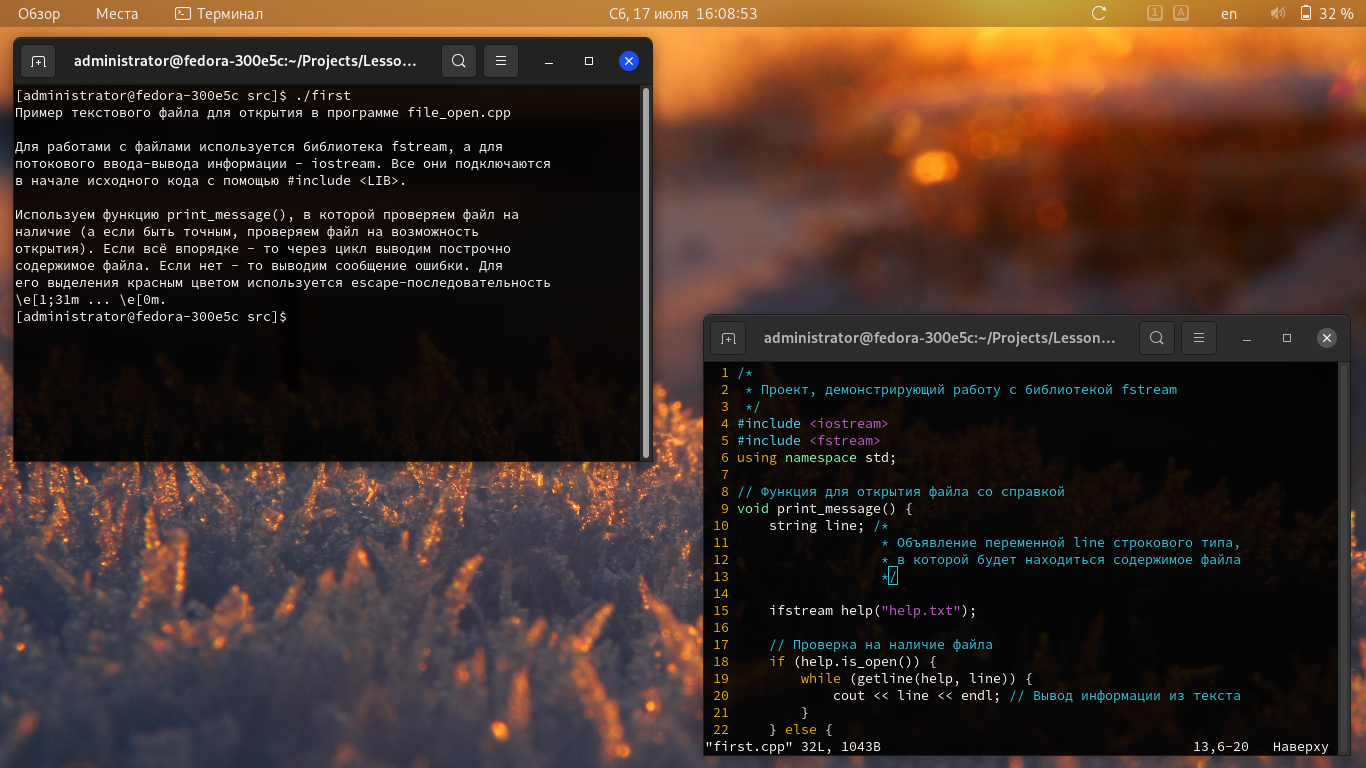 Обзор Места Терминал Сб, 17 июля 16:08:53 1 A en 32 %
administrator@fedora-300e5c:~/Projects/Lesso…
[administrator@fedora-300e5c src]$ ./first
Пример текстового файла для открытия в программе file_open.cpp
Для работами с файлами используется библиотека fstream, а для
потокового ввода-вывода информации - iostream. Все они подключаются
в начале исходного кода с помощью #include <LIB>.
Используем функцию print_message(), в которой проверяем файл на
наличие (а если быть точным, проверяем файл на возможность
открытия). Если всё впорядке - то через цикл выводим построчно
содержимое файла. Если нет - то выводим сообщение ошибки. Для
его выделения красным цветом используется escape-последовательность
\e[1;31m ... \e[0m.
[administrator@fedora-300e5c src]$
administrator@fedora-300e5c:~/Projects/Lesson…
1 /*
2  * Проект, демонстрирующий работу с библиотекой fstream
3  */
4 #include <iostream>
5 #include <fstream>
6 using namespace std;
7
8 // Функция для открытия файла со справкой
9 void print_message() {
10     string line; /*
11                   * Объявление переменной line строкового типа,
12                   * в которой будет находиться содержимое файла
13                   */
14
15     ifstream help("help.txt");
16
17     // Проверка на наличие файла
18     if (help.is_open()) {
19         while (getline(help, line)) {
20             cout << line << endl; // Вывод информации из текста
21         }
22     } else {
"first.cpp" 32L, 1043B 13,6-20 Наверху